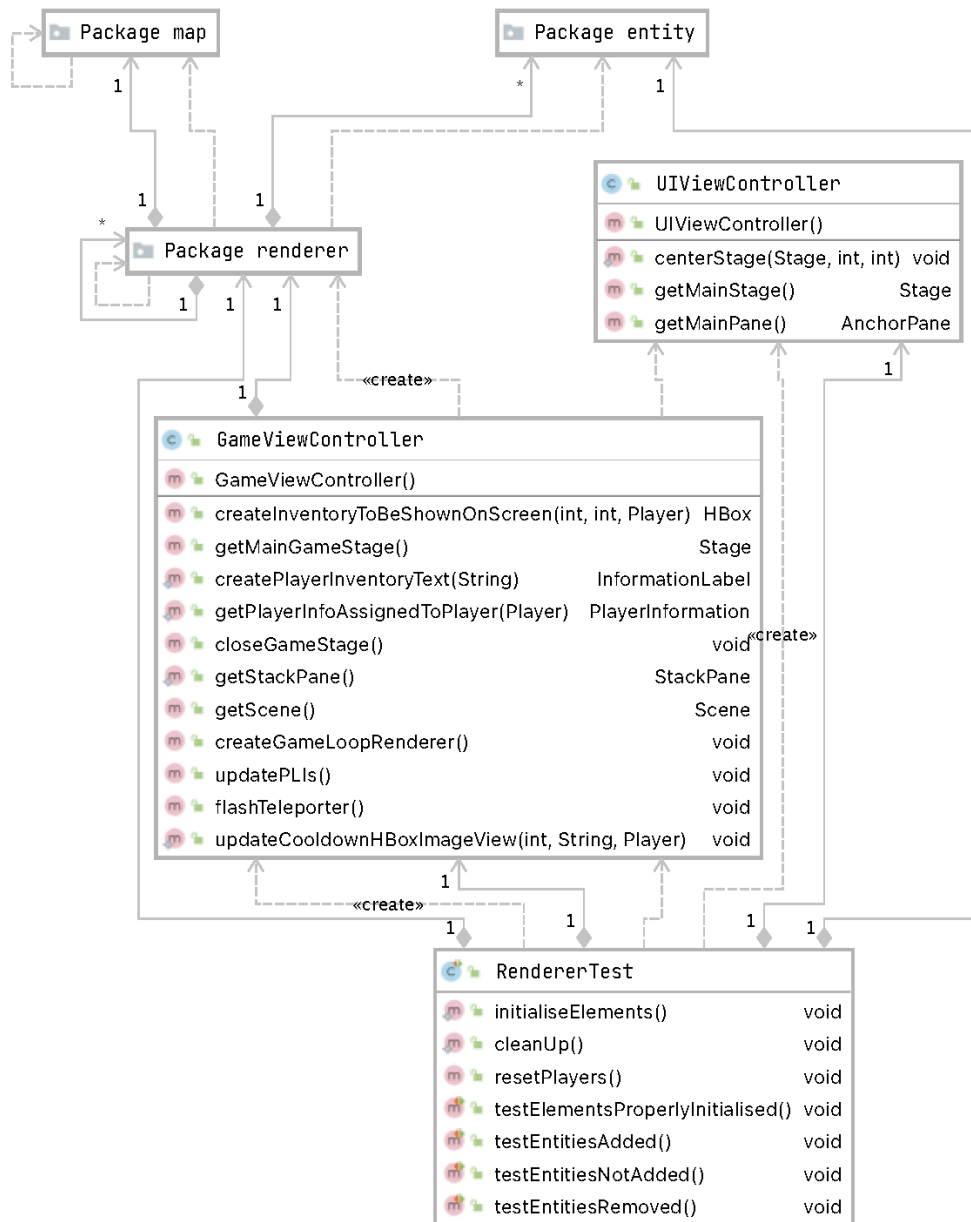 Package map
Package entity
1
*
1
1
1
*
Package renderer
1
1
1
UIViewController
UIViewController()
centerStage(Stage, int, int) void
getMainStage() Stage
getMainPane() AnchorPane
1
«create»
1
GameViewController
GameViewController()
createInventoryToBeShownOnScreen(int, int, Player) HBox
getMainGameStage() Stage
createPlayerInventoryText(String) InformationLabel
getPlayerInfoAssignedToPlayer(Player) PlayerInformation
closeGameStage() void
«create»
getStackPane() StackPane
getScene() Scene
createGameLoopRenderer() void
updatePLIs() void
flashTeleporter() void
updateCooldownHBoxImageView(int, String, Player) void
1
«create»
1
1
1
1
RendererTest
initialiseElements() void
cleanUp() void
resetPlayers() void
testElementsProperlyInitialised() void
testEntitiesAdded() void
testEntitiesNotAdded() void
testEntitiesRemoved() void